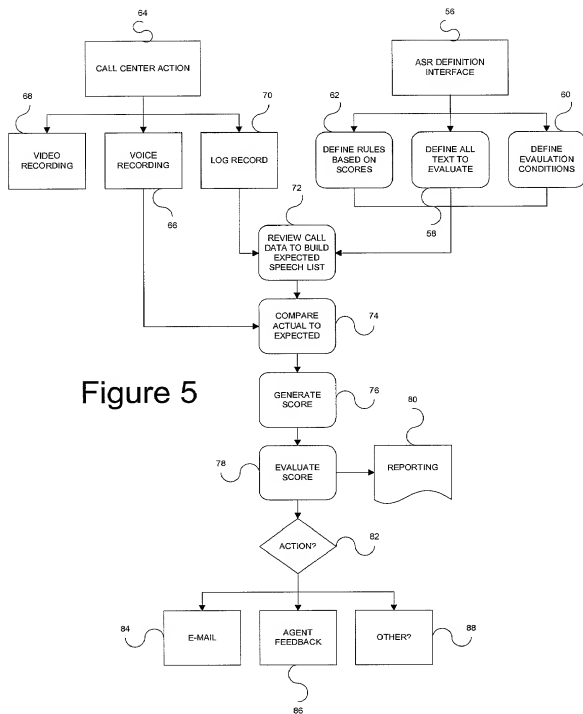 64
CALL CENTER ACTION
56
ASR DEFINITION
INTERFACE
68
VIDEO
RECORDING
VOICE
RECORDING
66
70
LOG RECORD
62
DEFINE RULES
BASED ON
SCORES
DEFINE ALL
TEXT TO
EVALUATE
58
60
DEFINE
EVAULATION
CONDITIONS
72
REVIEW CALL
DATA TO BUILD
EXPECTED
SPEECH LIST
COMPARE
ACTUAL TO
EXPECTED
74
Figure 5
GENERATE
SCORE
76
78
EVALUATE
SCORE
80
REPORTING
ACTION?
82
84
E-MAIL
AGENT
FEEDBACK
86
OTHER?
88